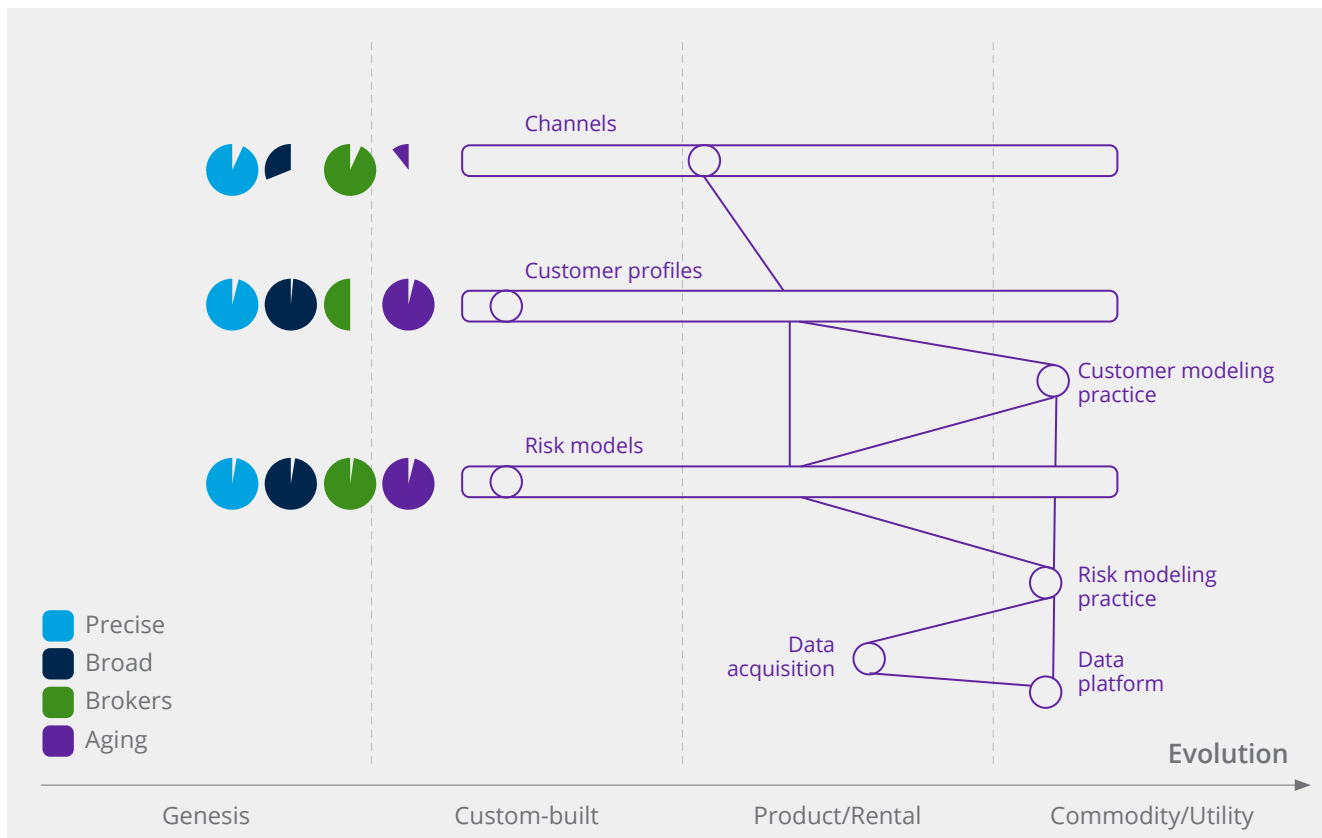 Channels
Customer profiles
Customer modeling
practice
Risk models
Risk modeling
practice
Data
acquisition
Data
platform
Precise
Broad
Brokers
Aging
Evolution
Genesis
Custom-built
Product/Rental
Commodity/Utility